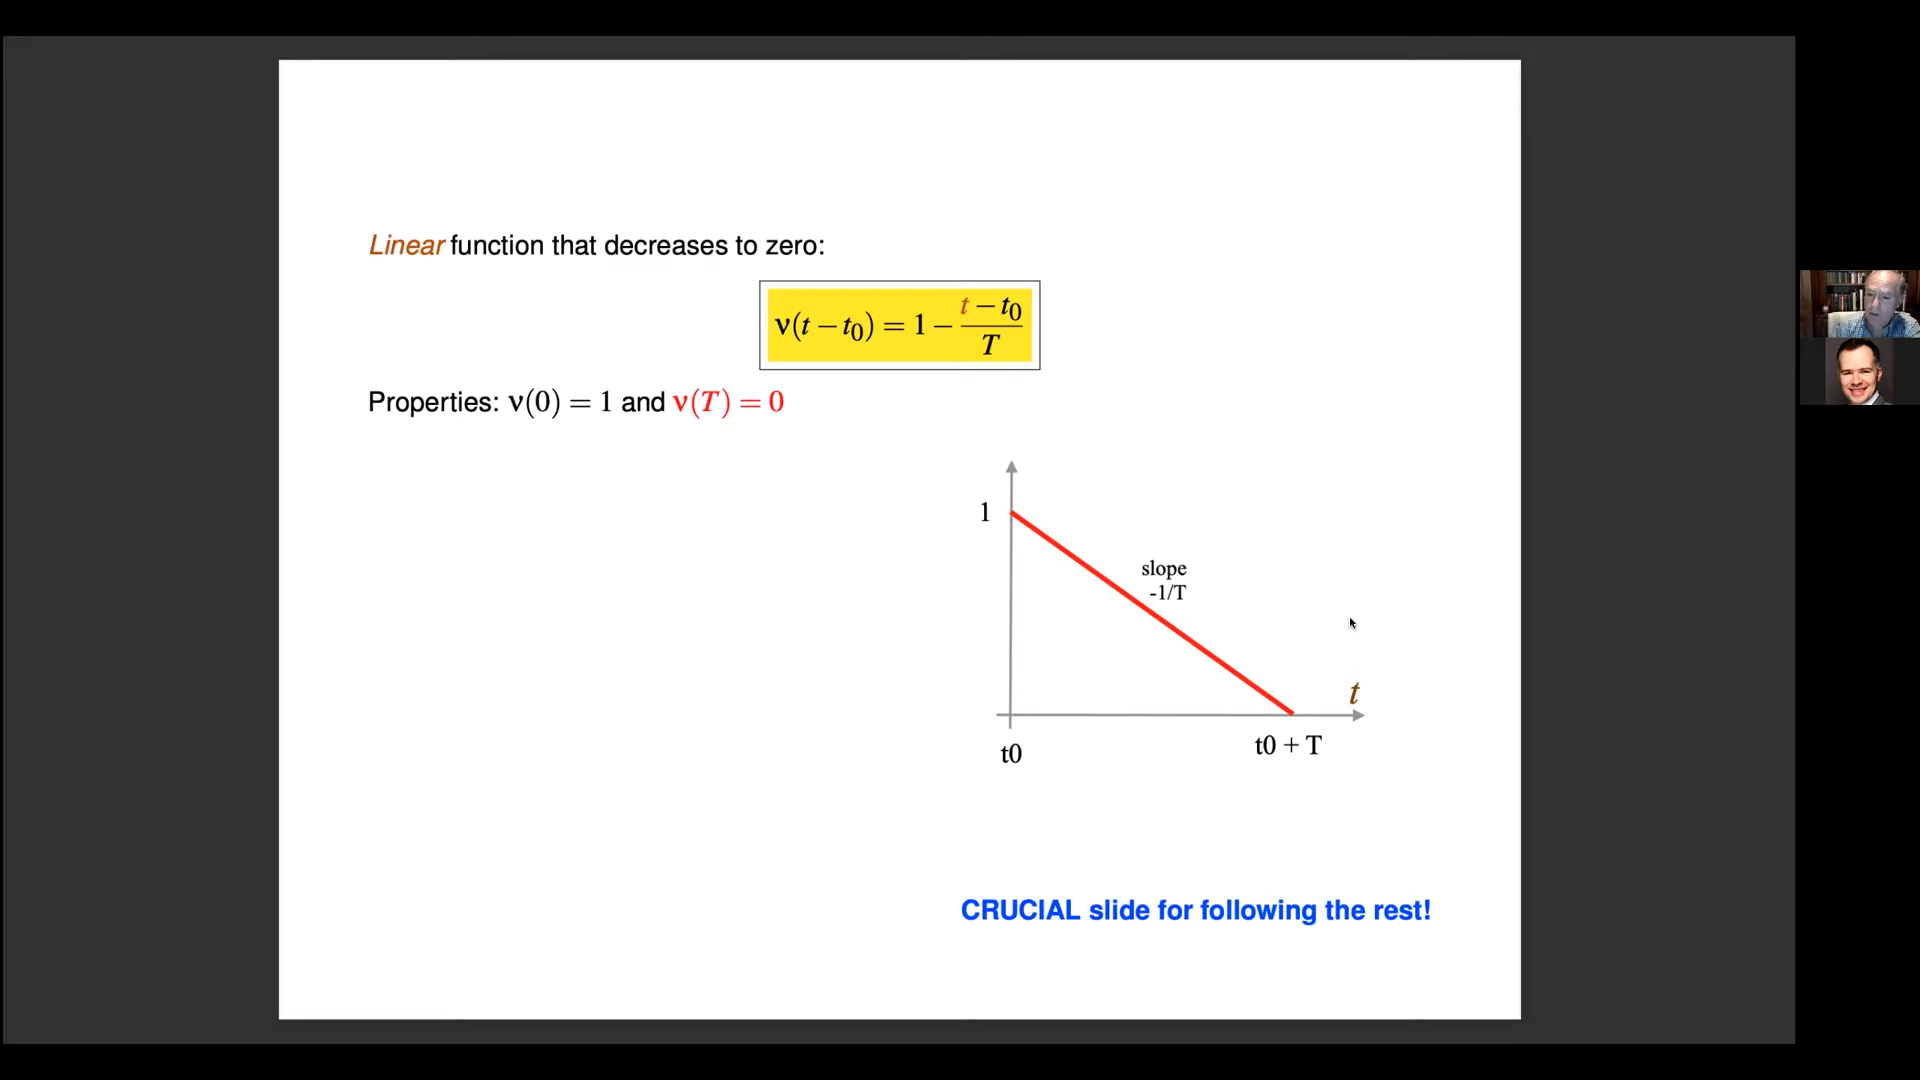 Linear function that decreases to zero:
ν(t − t₀) = 1 − (t − t₀)/T
Properties: ν(0) = 1 and ν(T) = 0
1
slope
-1/T
t
t0
t0 + T
CRUCIAL slide for following the rest!